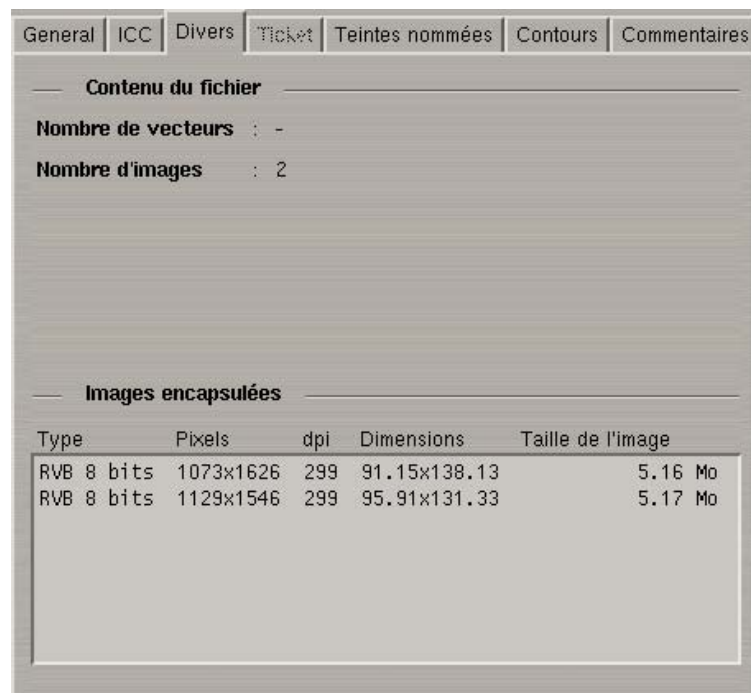 General ICC Divers Ticket Teintes nommées Contours Commentaires
Contenu du fichier
Nombre de vecteurs : -
Nombre d'images : 2
Images encapsulées
Type Pixels dpi Dimensions Taille de l'image
RVB 8 bits 1073x1626 299 91.15x138.13 5.16 Mo
RVB 8 bits 1129x1546 299 95.91x131.33 5.17 Mo